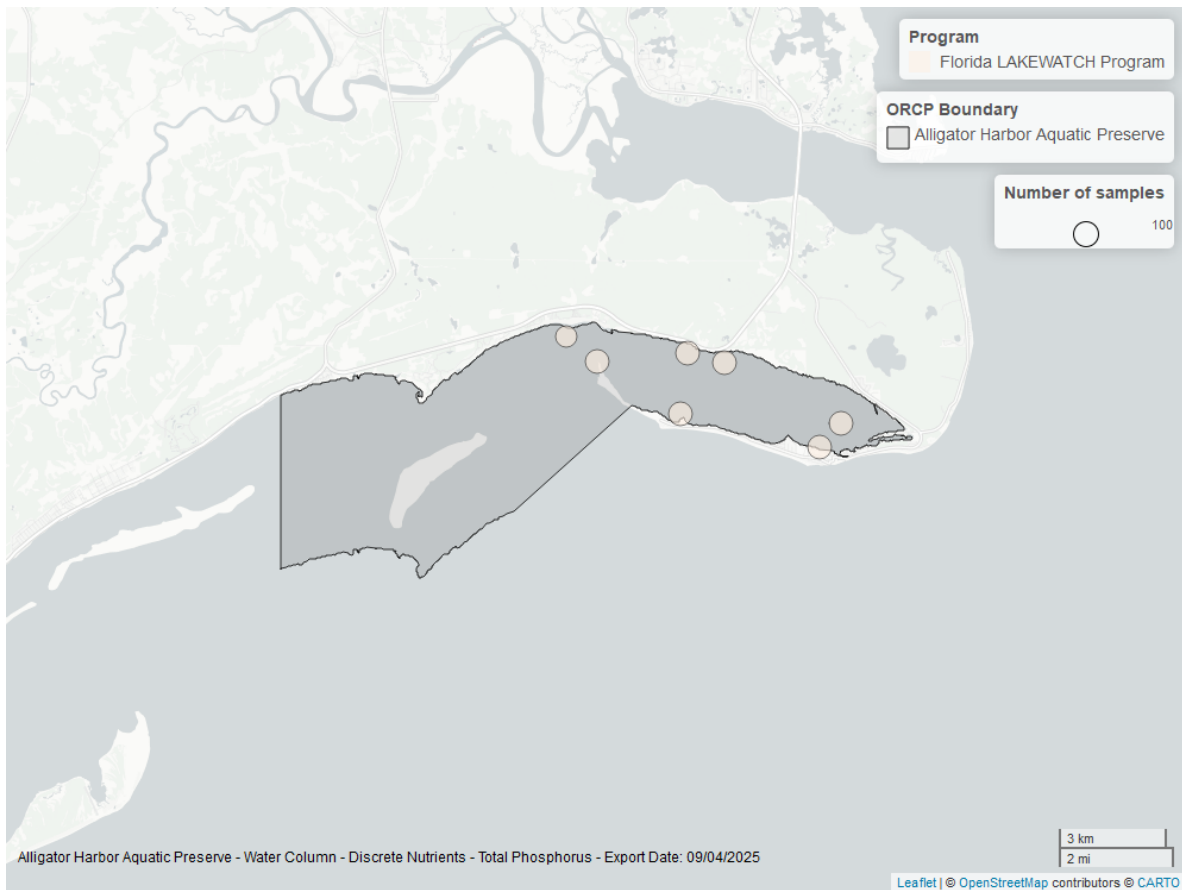 Program
Florida LAKEWATCH Program
ORCP Boundary
Alligator Harbor Aquatic Preserve
Number of samples
100
3 km
2 mi
Alligator Harbor Aquatic Preserve - Water Column - Discrete Nutrients - Total Phosphorus - Export Date: 09/04/2025
Leaflet | © OpenStreetMap contributors © CARTO